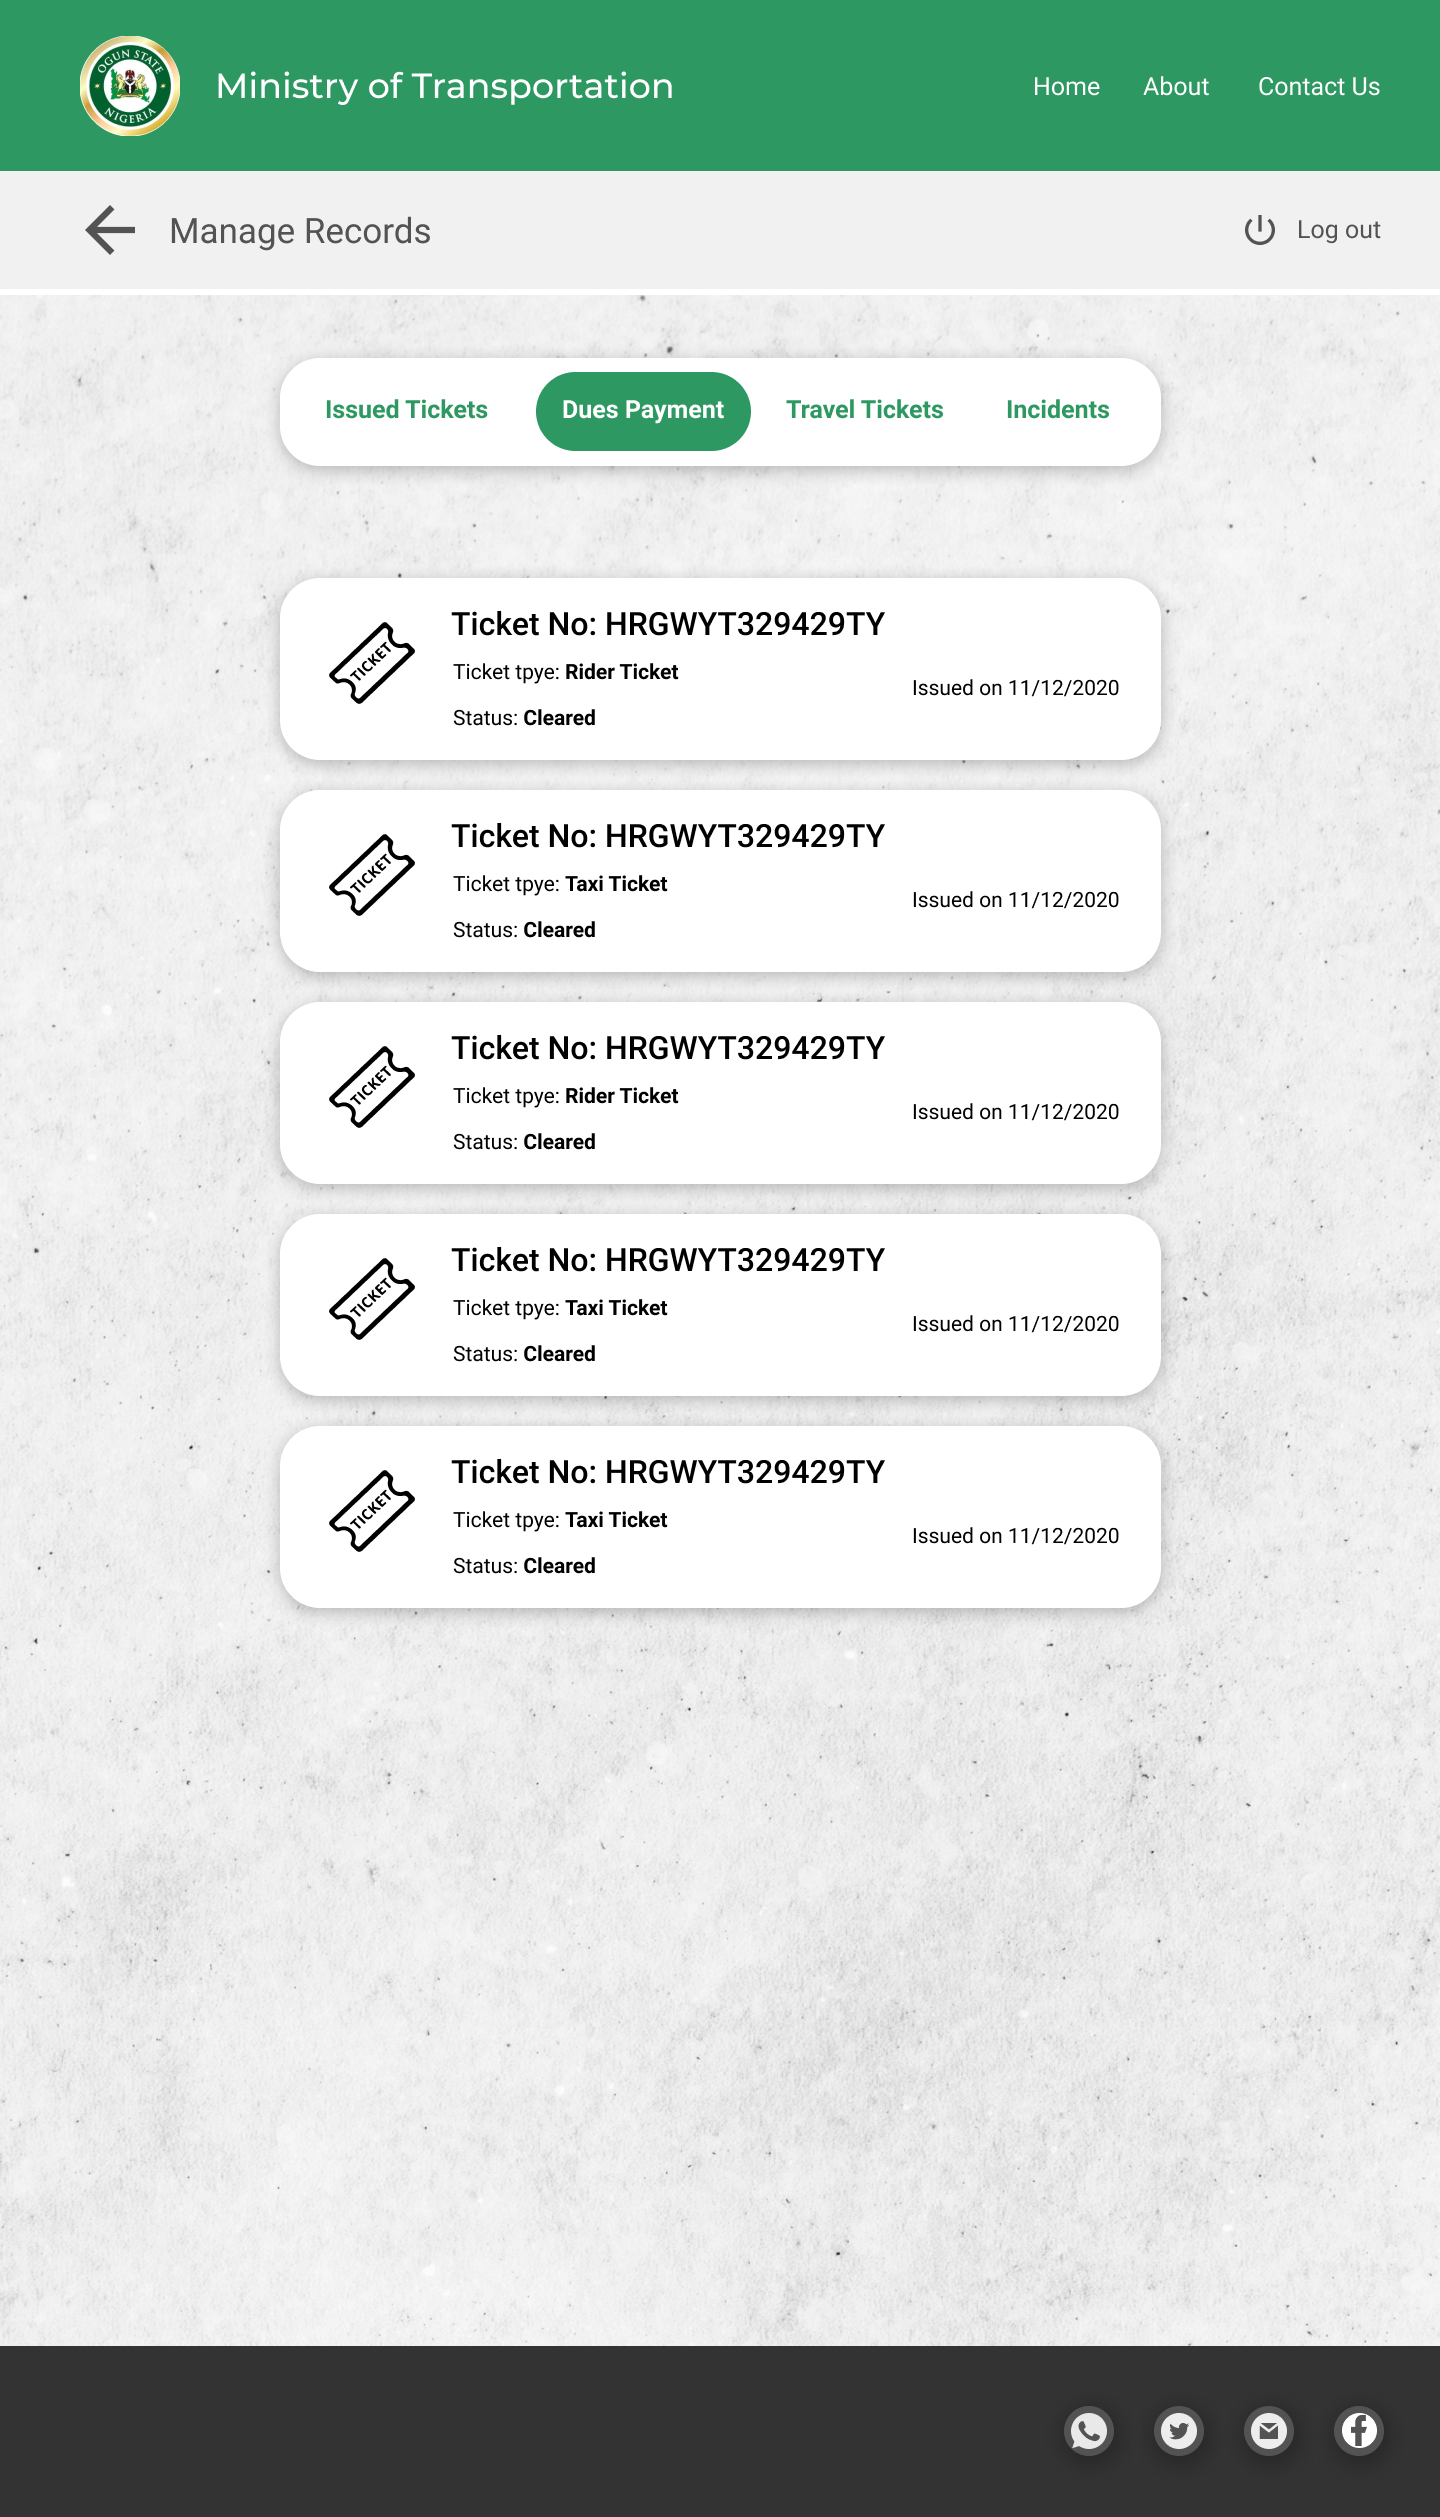 OGUN STATE
NIGERIA
Ministry of Transportation
Home About Contact Us
Manage Records
Log out
Issued Tickets Dues Payment Travel Tickets Incidents
TICKET
Ticket No: HRGWYT329429TY
Ticket tpye: Rider Ticket
Issued on 11/12/2020
Status: Cleared
TICKET
Ticket No: HRGWYT329429TY
Ticket tpye: Taxi Ticket
Issued on 11/12/2020
Status: Cleared
TICKET
Ticket No: HRGWYT329429TY
Ticket tpye: Rider Ticket
Issued on 11/12/2020
Status: Cleared
TICKET
Ticket No: HRGWYT329429TY
Ticket tpye: Taxi Ticket
Issued on 11/12/2020
Status: Cleared
TICKET
Ticket No: HRGWYT329429TY
Ticket tpye: Taxi Ticket
Issued on 11/12/2020
Status: Cleared